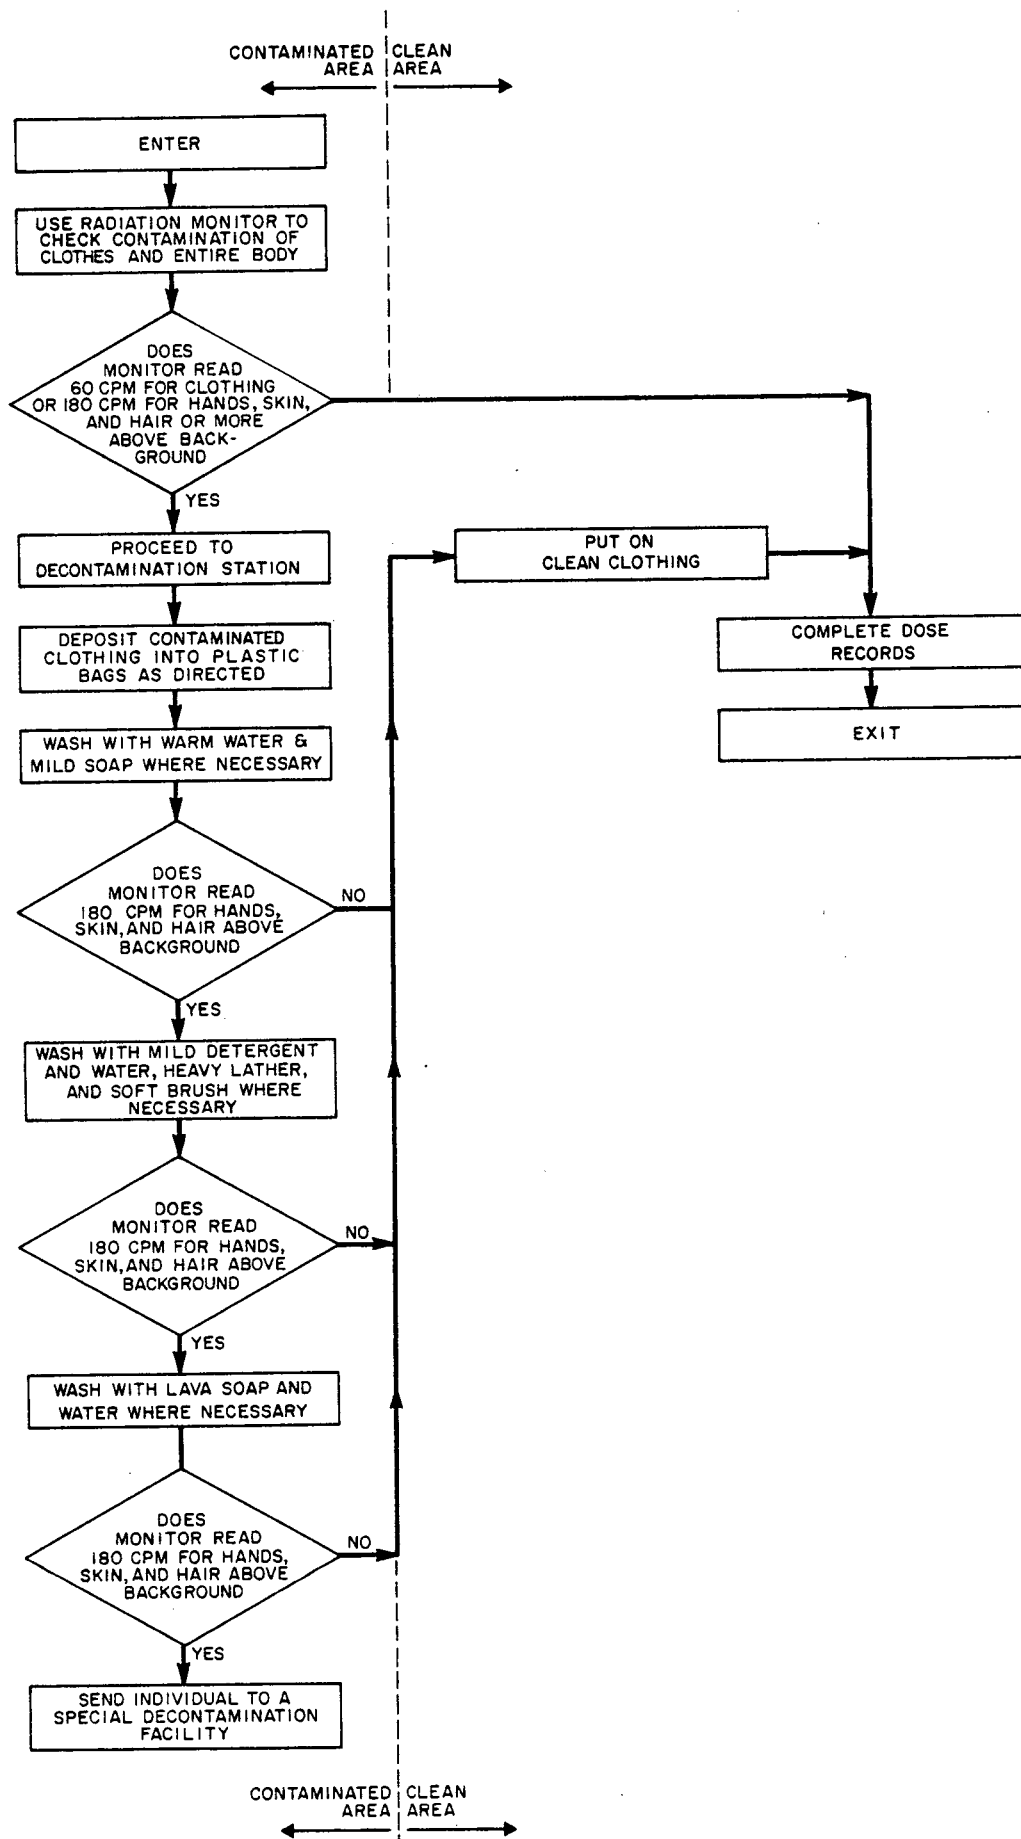 CONTAMINATED CLEAN
AREA AREA
ENTER
USE RADIATION MONITOR TO
CHECK CONTAMINATION OF
CLOTHES AND ENTIRE BODY
DOES
MONITOR READ
60 CPM FOR CLOTHING
OR 180 CPM FOR HANDS, SKIN,
AND HAIR OR MORE
ABOVE BACK-
GROUND
YES
PROCEED TO
DECONTAMINATION STATION
PUT ON
CLEAN CLOTHING
DEPOSIT CONTAMINATED
CLOTHING INTO PLASTIC
BAGS AS DIRECTED
COMPLETE DOSE
RECORDS
EXIT
WASH WITH WARM WATER &
MILD SOAP WHERE NECESSARY
DOES
MONITOR READ
180 CPM FOR HANDS,
SKIN, AND HAIR ABOVE
BACKGROUND
NO
YES
WASH WITH MILD DETERGENT
AND WATER, HEAVY LATHER,
AND SOFT BRUSH WHERE
NECESSARY
DOES
MONITOR READ
180 CPM FOR HANDS,
SKIN, AND HAIR ABOVE
BACKGROUND
NO
YES
WASH WITH LAVA SOAP AND
WATER WHERE NECESSARY
DOES
MONITOR READ
180 CPM FOR HANDS,
SKIN, AND HAIR ABOVE
BACKGROUND
NO
YES
SEND INDIVIDUAL TO A
SPECIAL DECONTAMINATION
FACILITY
CONTAMINATED CLEAN
AREA AREA